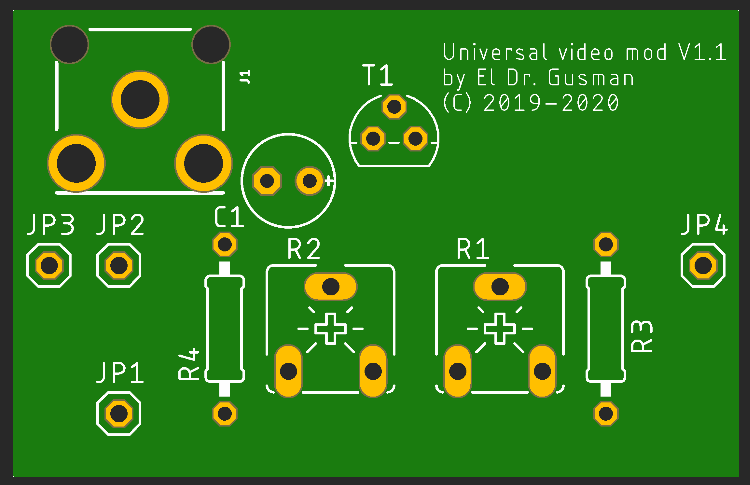 Universal video mod V1.1
by El Dr. Gusman
(C) 2019-2020
J1
T1
+
C1
JP3
JP2
R2
R1
JP4
R4
R3
JP1